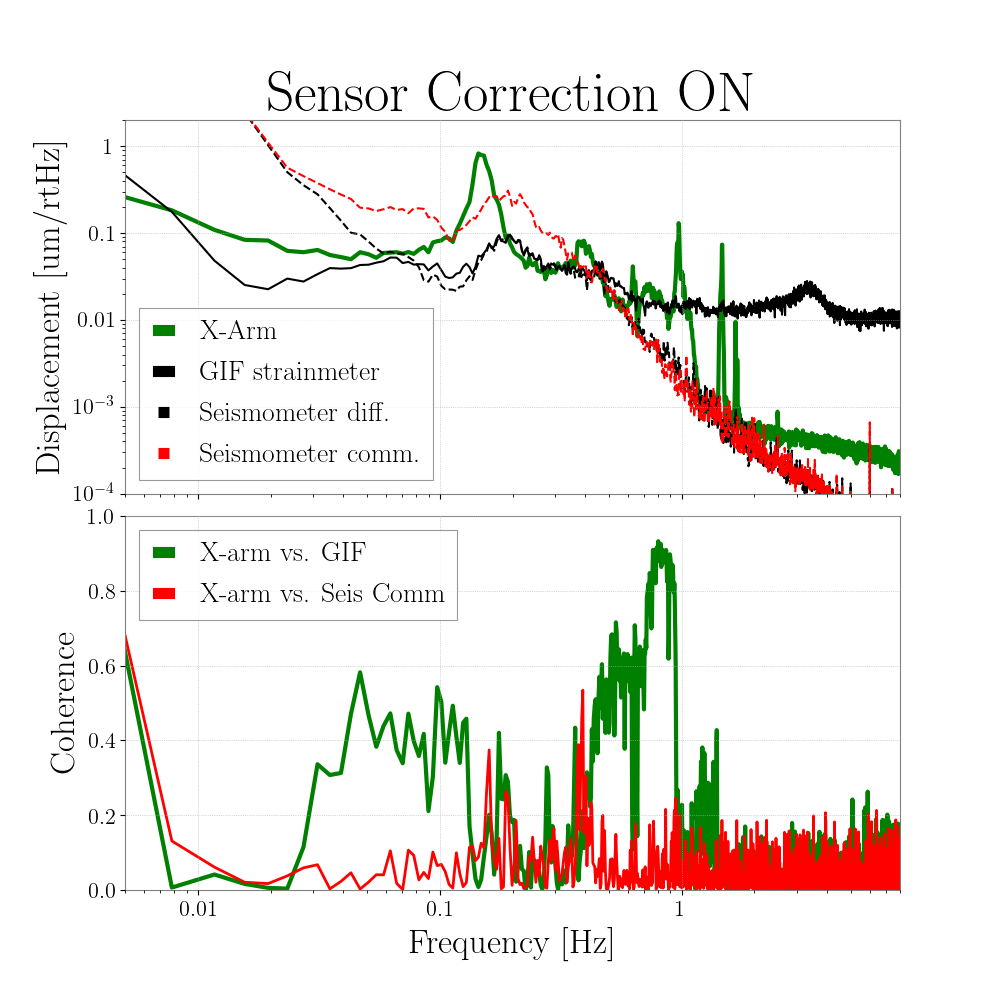 Sensor Correction ON
Displacement [um/rtHz]
1
0.1
0.01
10⁻³
10⁻⁴
X-Arm
GIF strainmeter
Seismometer diff.
Seismometer comm.
Coherence
1.0
0.8
0.6
0.4
0.2
0.0
X-arm vs. GIF
X-arm vs. Seis Comm
0.01 0.1 1
Frequency [Hz]